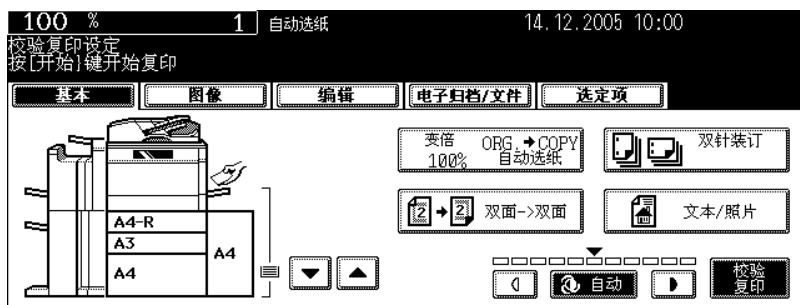 100 % 1 自动选纸 14.12.2005 10:00
校验复印设定
按[开始]键开始复印
基本 图像 编辑 电子归档/文件 选定项
变倍 ORG.→COPY
100% 自动选纸
双针装订
2→2 双面->双面
文本/照片
A4-R
A3
A4
A4
自动
校验
复印